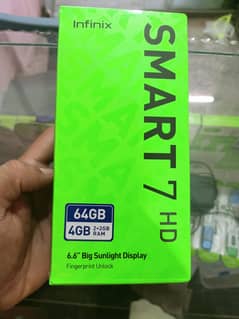 Infinix
SMART 7 HD
64GB
4GB 2+2GB RAM
6.6" Big Sunlight Display
Fingerprint Unlock